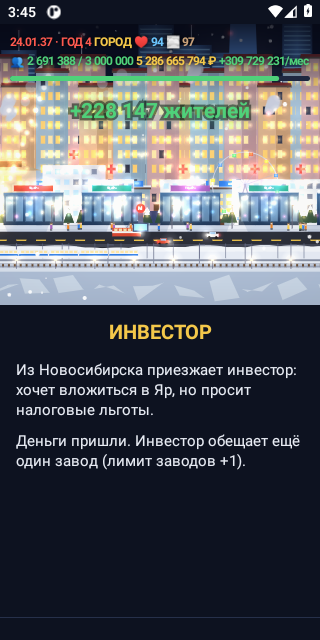 3:45
24.01.37 · ГОД 4 ГОРОД ❤️ 94 📰 97
👥 2 691 388 / 3 000 000 5 286 665 794 ₽ +309 729 231/мес
+228 147 жителей
ИНВЕСТОР
Из Новосибирска приезжает инвестор:
хочет вложиться в Яр, но просит
налоговые льготы.
Деньги пришли. Инвестор обещает ещё
один завод (лимит заводов +1).